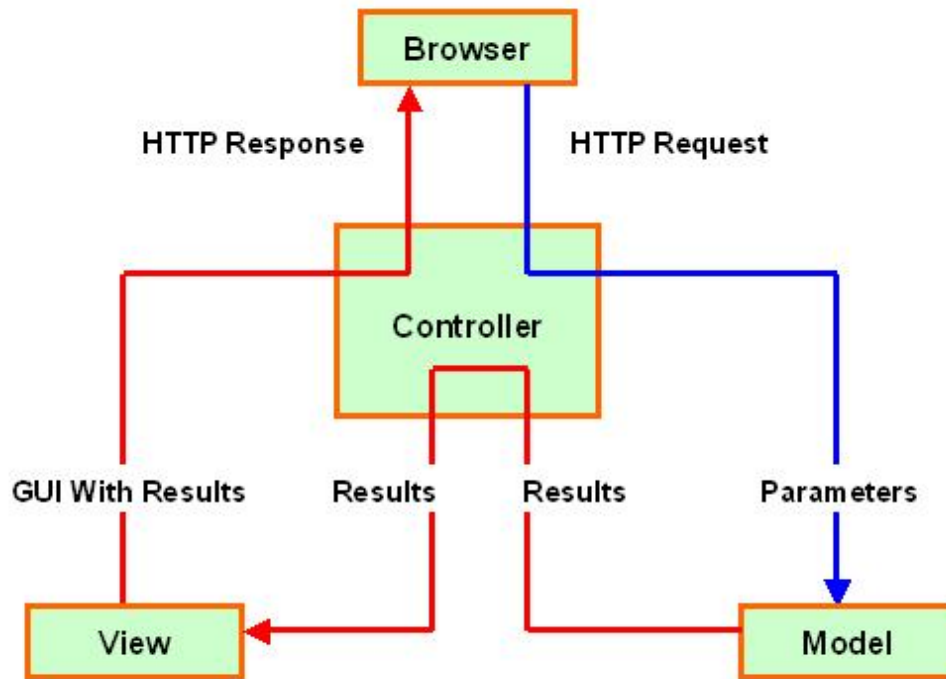 Browser
HTTP Response
HTTP Request
Controller
GUI With Results
Results
Results
Parameters
View
Model